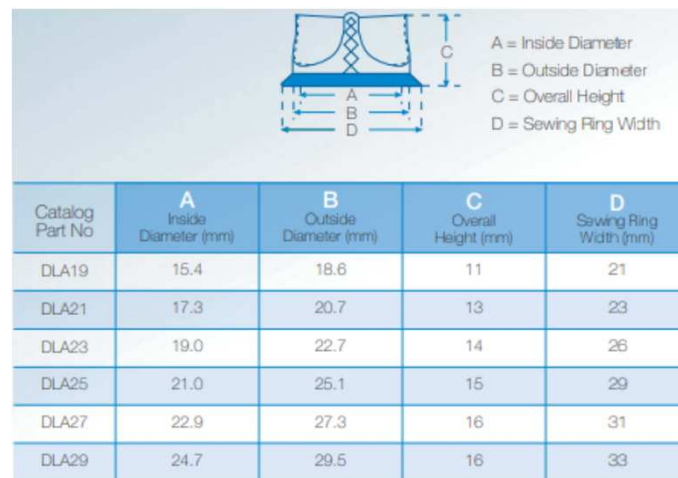 C
A = Inside Diameter
B = Outside Diameter
C = Overall Height
D = Sewing Ring Width
A
B
D
Catalog Part No
A Inside Diameter (mm)
B Outside Diameter (mm)
C Overall Height (mm)
D Sewing Ring Width (mm)
DLA19 15.4 18.6 11 21
DLA21 17.3 20.7 13 23
DLA23 19.0 22.7 14 26
DLA25 21.0 25.1 15 29
DLA27 22.9 27.3 16 31
DLA29 24.7 29.5 16 33